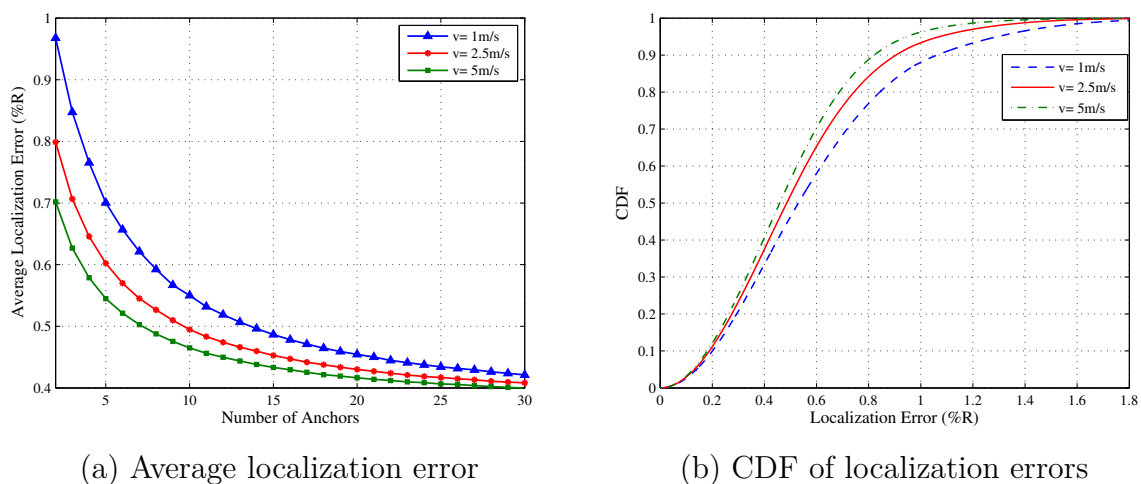 1
0.9
0.8
0.7
0.6
0.5
0.4
Average Localization Error (%R)
5 10 15 20 25 30
Number of Anchors
v= 1m/s
v= 2.5m/s
v= 5m/s
(a) Average localization error
1
0.9
0.8
0.7
0.6
0.5
0.4
0.3
0.2
0.1
0
CDF
0 0.2 0.4 0.6 0.8 1 1.2 1.4 1.6 1.8
Localization Error (%R)
v= 1m/s
v= 2.5m/s
v= 5m/s
(b) CDF of localization errors